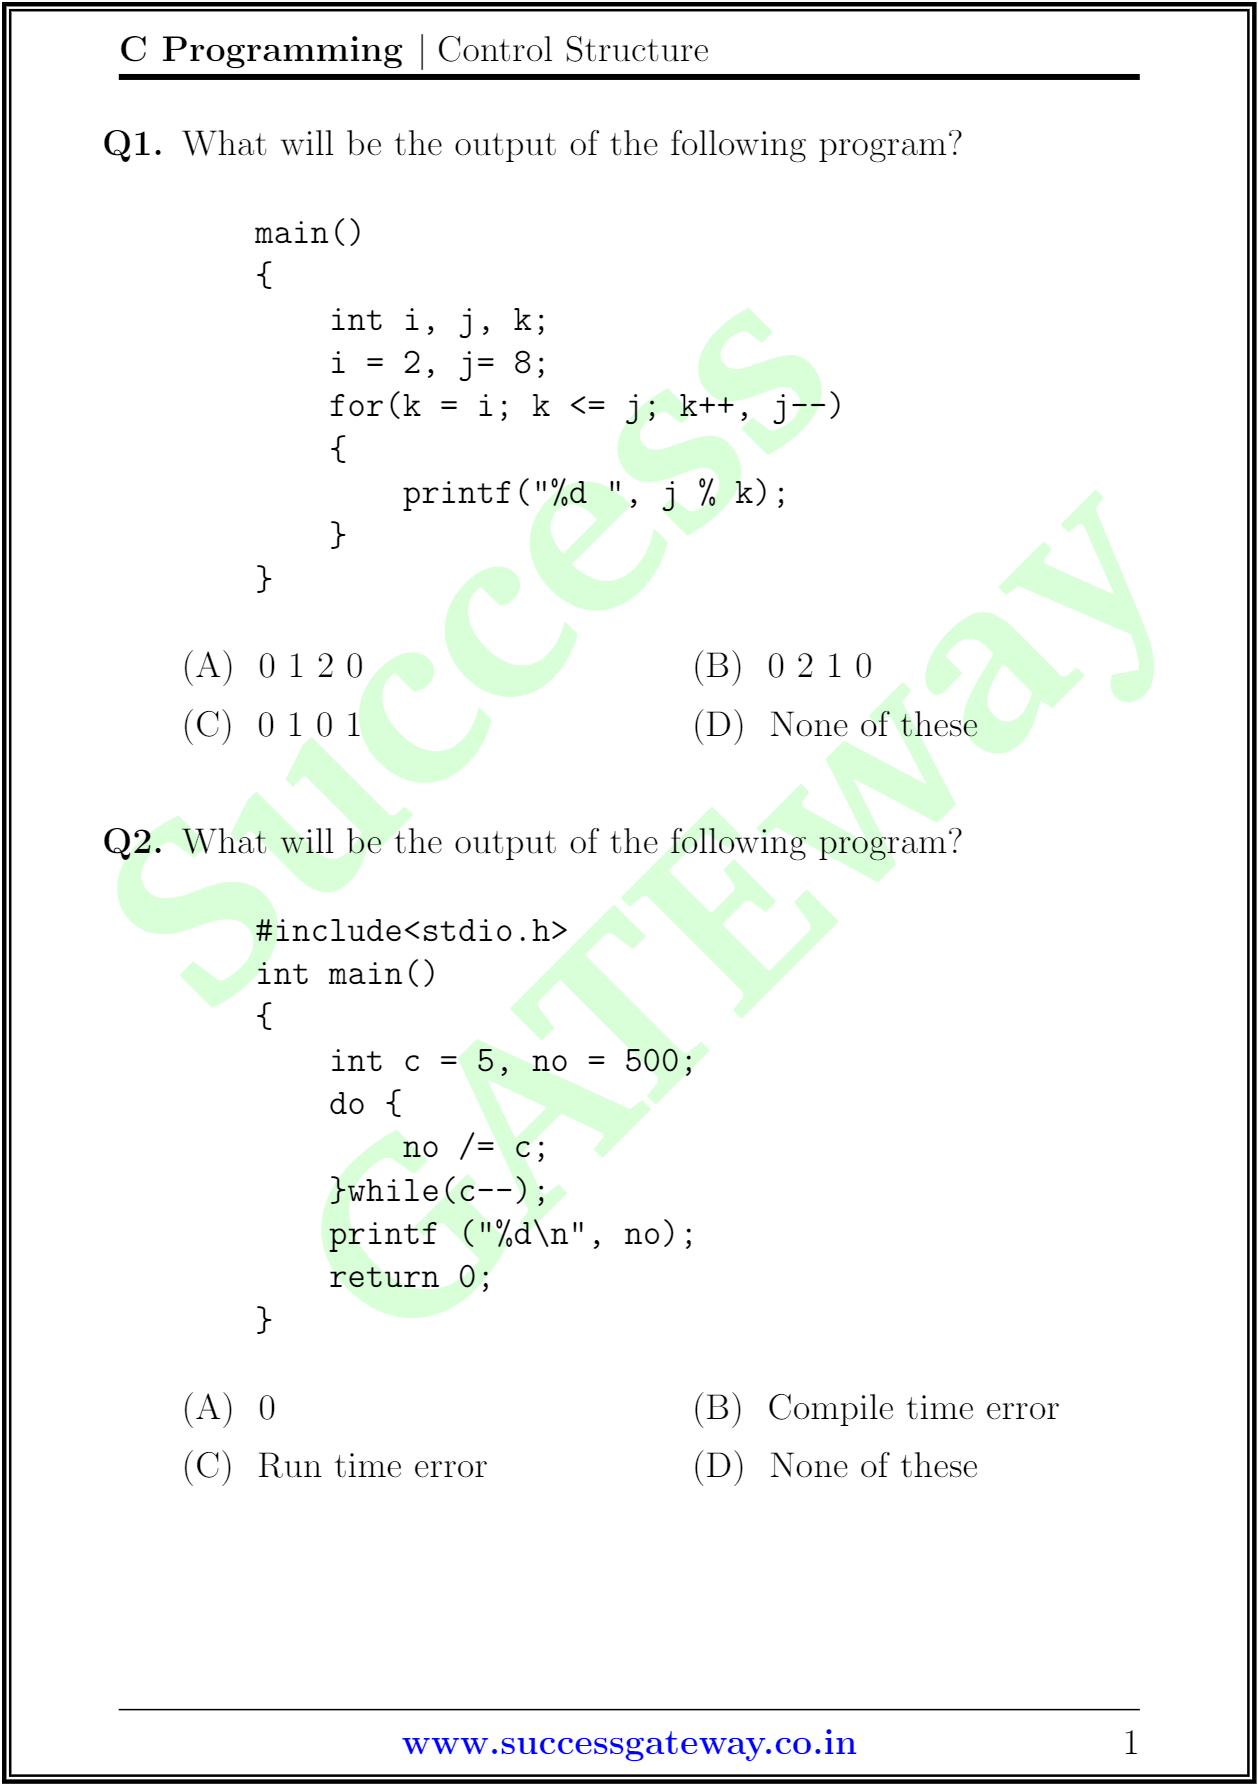 C Programming | Control Structure
Q1. What will be the output of the following program?
main()
{
    int i, j, k;
    i = 2, j= 8;
    for(k = i; k <= j; k++, j--)
    {
        printf("%d ", j % k);
    }
}
(A) 0 1 2 0 (B) 0 2 1 0
(C) 0 1 0 1 (D) None of these
Q2. What will be the output of the following program?
#include<stdio.h>
int main()
{
    int c = 5, no = 500;
    do {
        no /= c;
    }while(c--);
    printf ("%d\n", no);
    return 0;
}
(A) 0 (B) Compile time error
(C) Run time error (D) None of these
Success
GATEway
www.successgateway.co.in 1